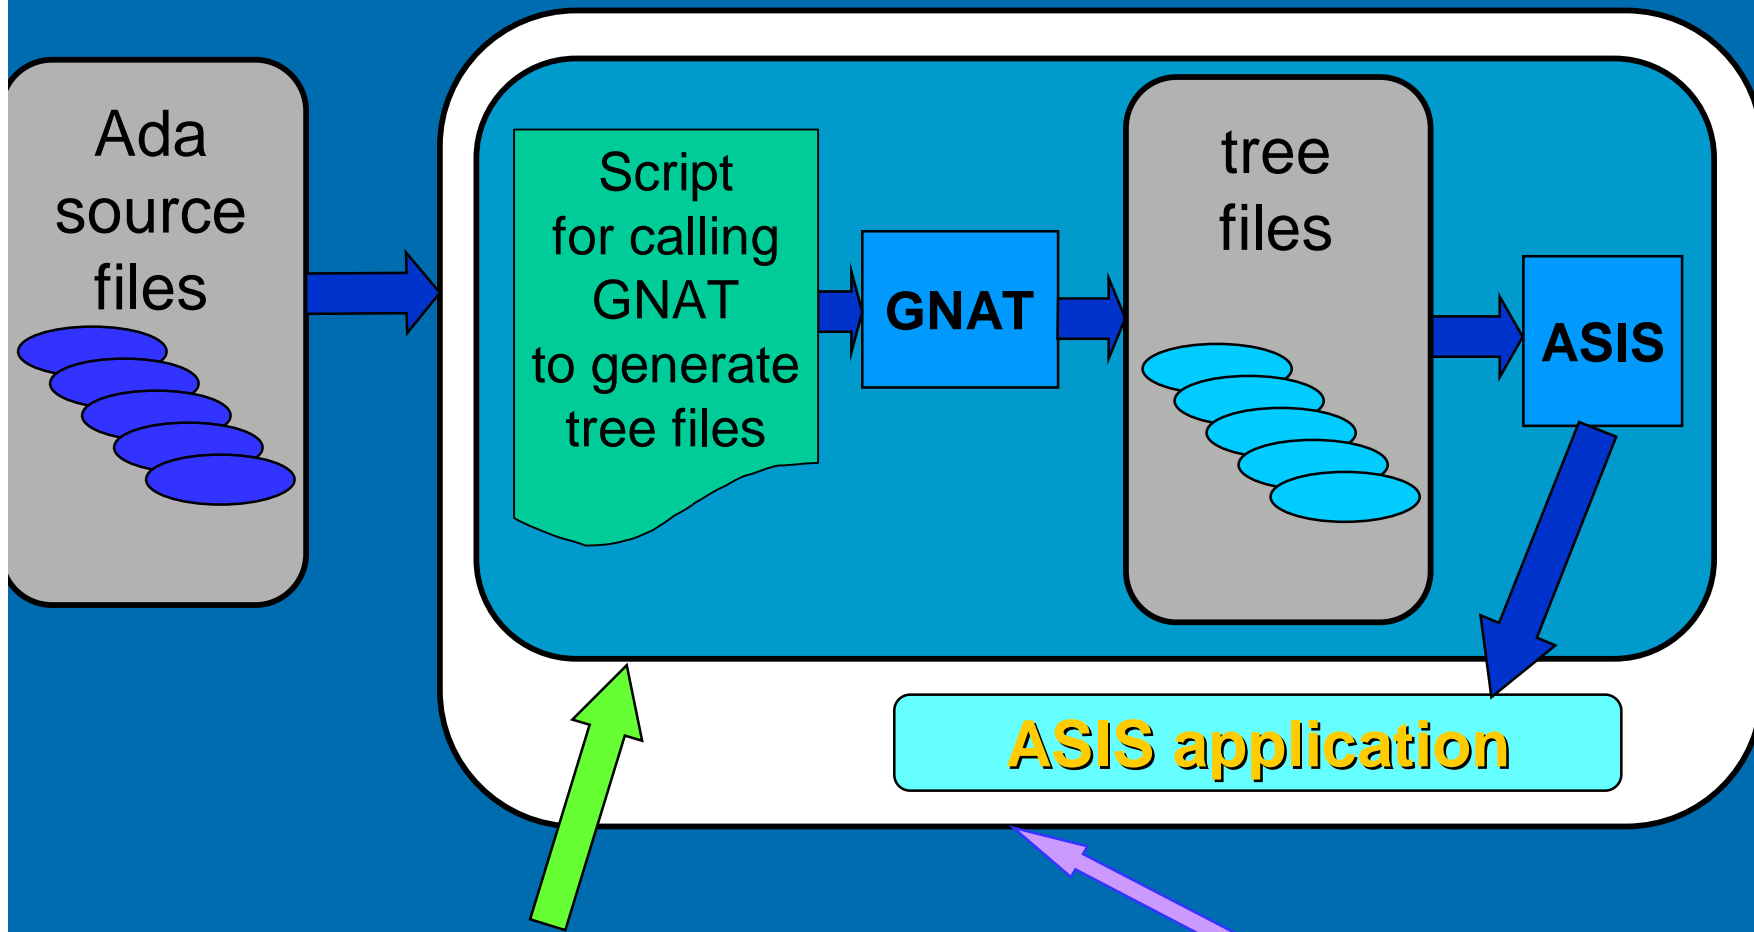 Ada
source
files
Script
for calling
GNAT
to generate
tree files
GNAT
tree
files
ASIS
ASIS application